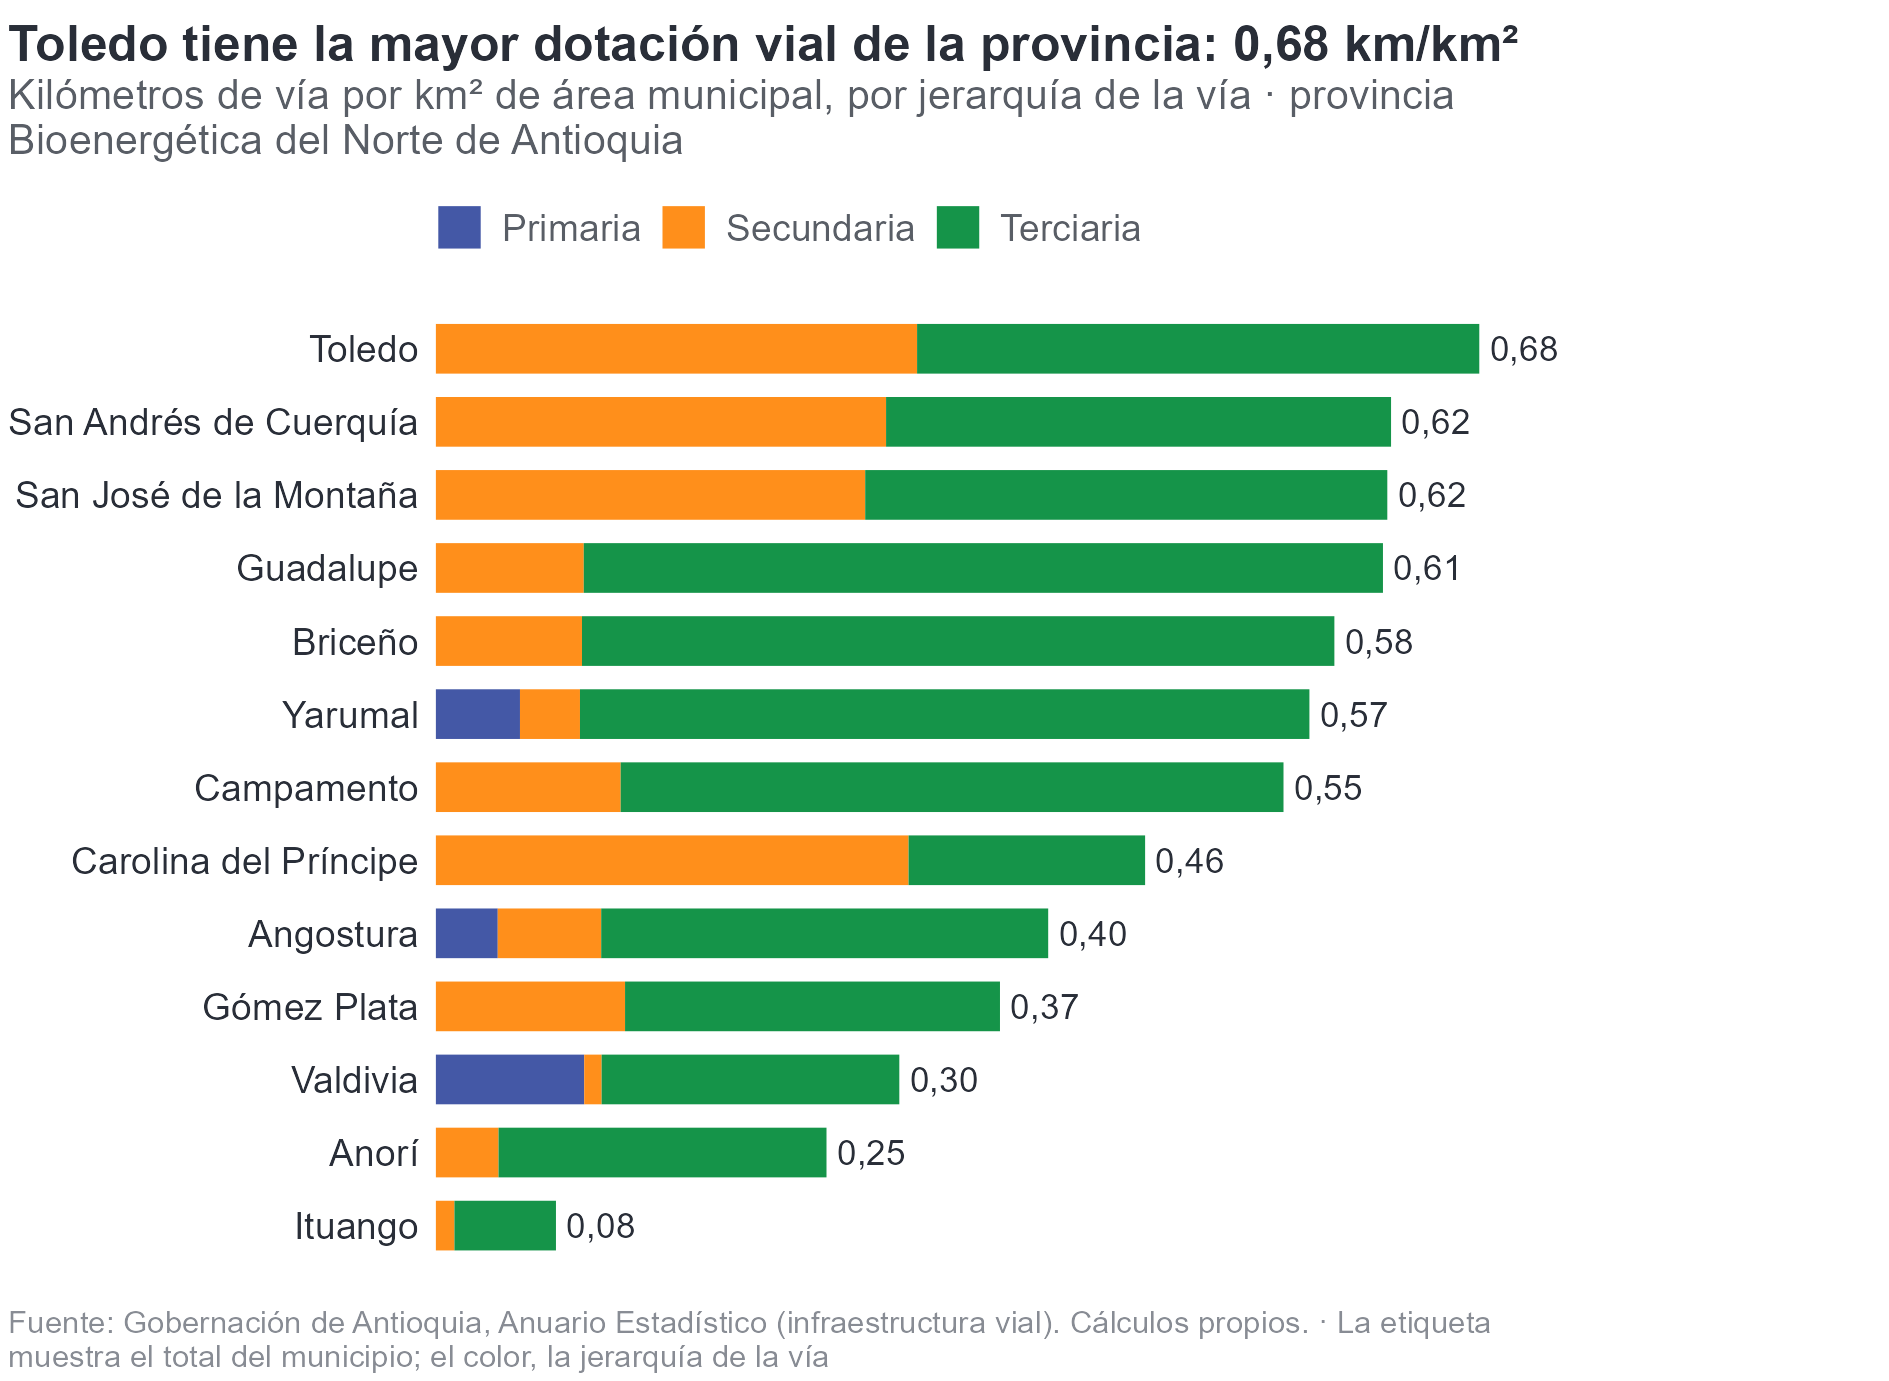 Toledo tiene la mayor dotación vial de la provincia: 0,68 km/km²
Kilómetros de vía por km² de área municipal, por jerarquía de la vía · provincia
Bioenergética del Norte de Antioquia
Primaria Secundaria Terciaria
Toledo 0,68
San Andrés de Cuerquía 0,62
San José de la Montaña 0,62
Guadalupe 0,61
Briceño 0,58
Yarumal 0,57
Campamento 0,55
Carolina del Príncipe 0,46
Angostura 0,40
Gómez Plata 0,37
Valdivia 0,30
Anorí 0,25
Ituango 0,08
Fuente: Gobernación de Antioquia, Anuario Estadístico (infraestructura vial). Cálculos propios. · La etiqueta
muestra el total del municipio; el color, la jerarquía de la vía